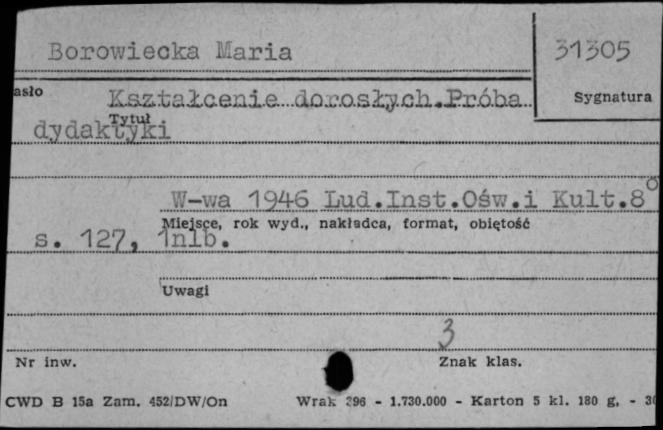 Borowiecka Maria
31305
asło
Sygnatura
Kształcenie dorosłych.Próba
Tytuł
dydaktyki
W-wa 1946 Lud.Inst.Ośw.i Kult.8°
Miejsce, rok wyd., nakładca, format, objętość
s. 127, 1nlb.
Uwagi
3
Nr inw.
Znak klas.
CWD B 15a Zam. 452/DW/On
Wrak 396 - 1.730.000 - Karton 5 kl. 180 g, - 30